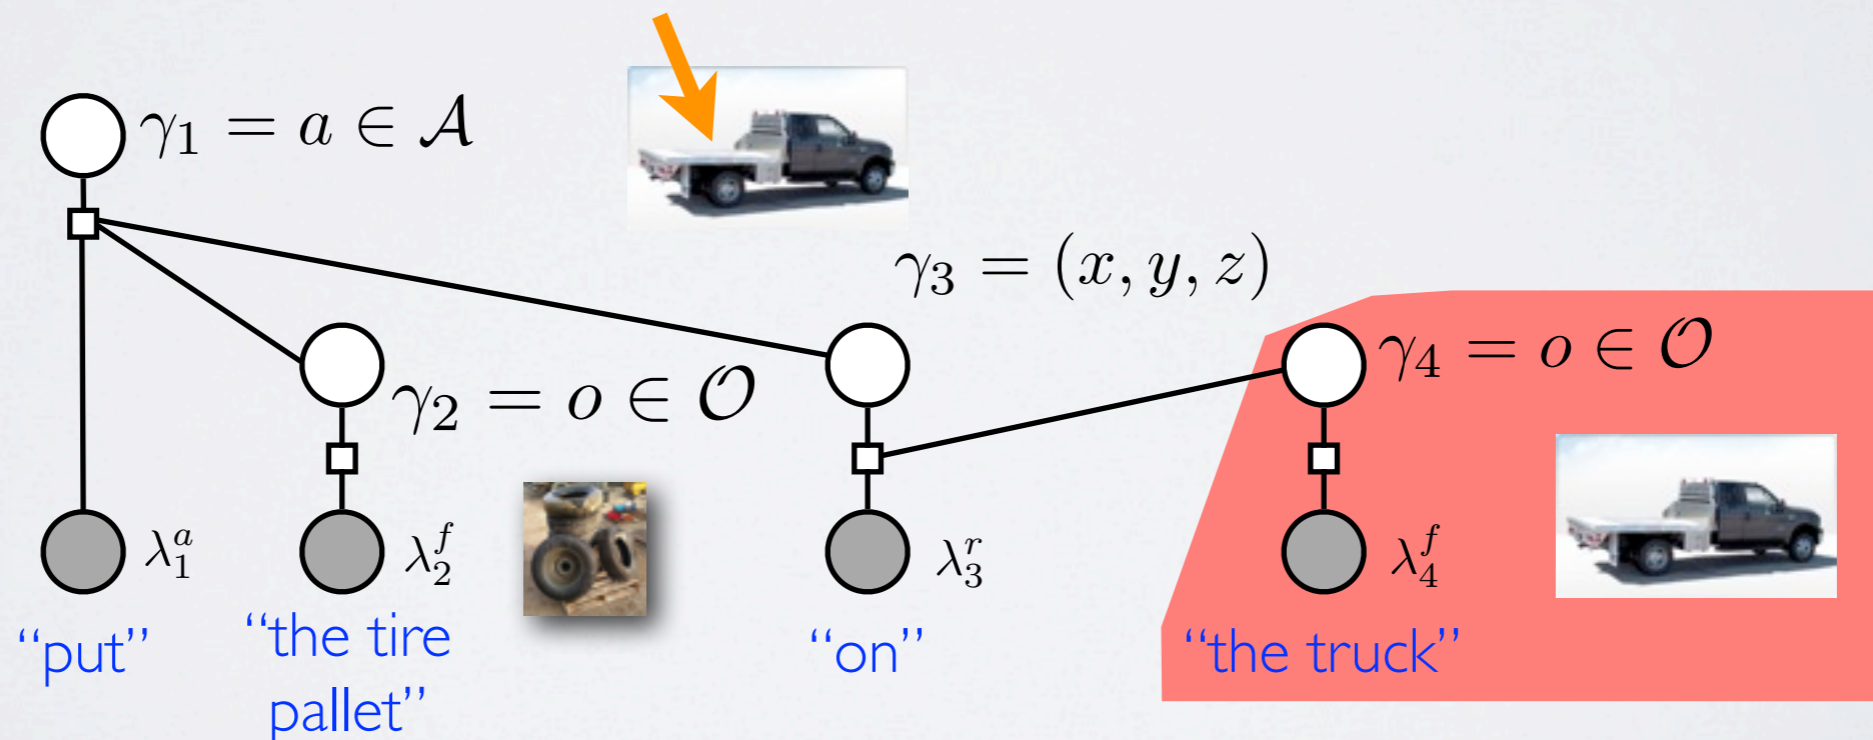 γ₁ = a ∈ 𝒜
γ₃ = (x, y, z)
γ₄ = o ∈ 𝒪
γ₂ = o ∈ 𝒪
λ₁ᵃ
λ₂ᶠ
λ₃ʳ
λ₄ᶠ
“put”
“the tire
pallet”
“on”
“the truck”